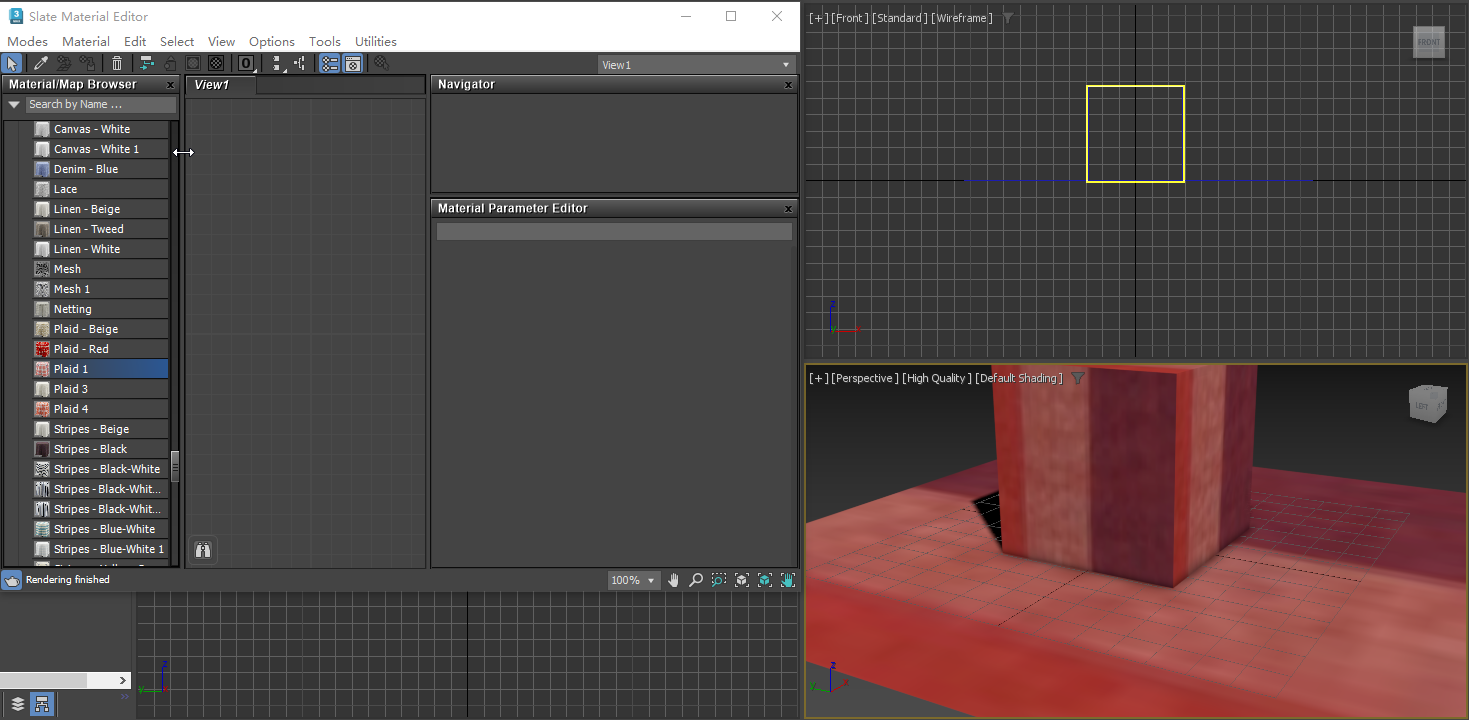 Slate Material Editor
Modes Material Edit Select View Options Tools Utilities
View1
Material/Map Browser
Search by Name ...
Canvas - White
Canvas - White 1
Denim - Blue
Lace
Linen - Beige
Linen - Tweed
Linen - White
Mesh
Mesh 1
Netting
Plaid - Beige
Plaid - Red
Plaid 1
Plaid 3
Plaid 4
Stripes - Beige
Stripes - Black
Stripes - Black-White
Stripes - Black-Whit...
Stripes - Black-Whit...
Stripes - Blue-White
Stripes - Blue-White 1
View1
Navigator
Material Parameter Editor
Rendering finished
100%
[+] [Front] [Standard] [Wireframe]
FRONT
z
x
y
[+] [Perspective] [High Quality] [Default Shading]
LEFT
z
y
x
z
y